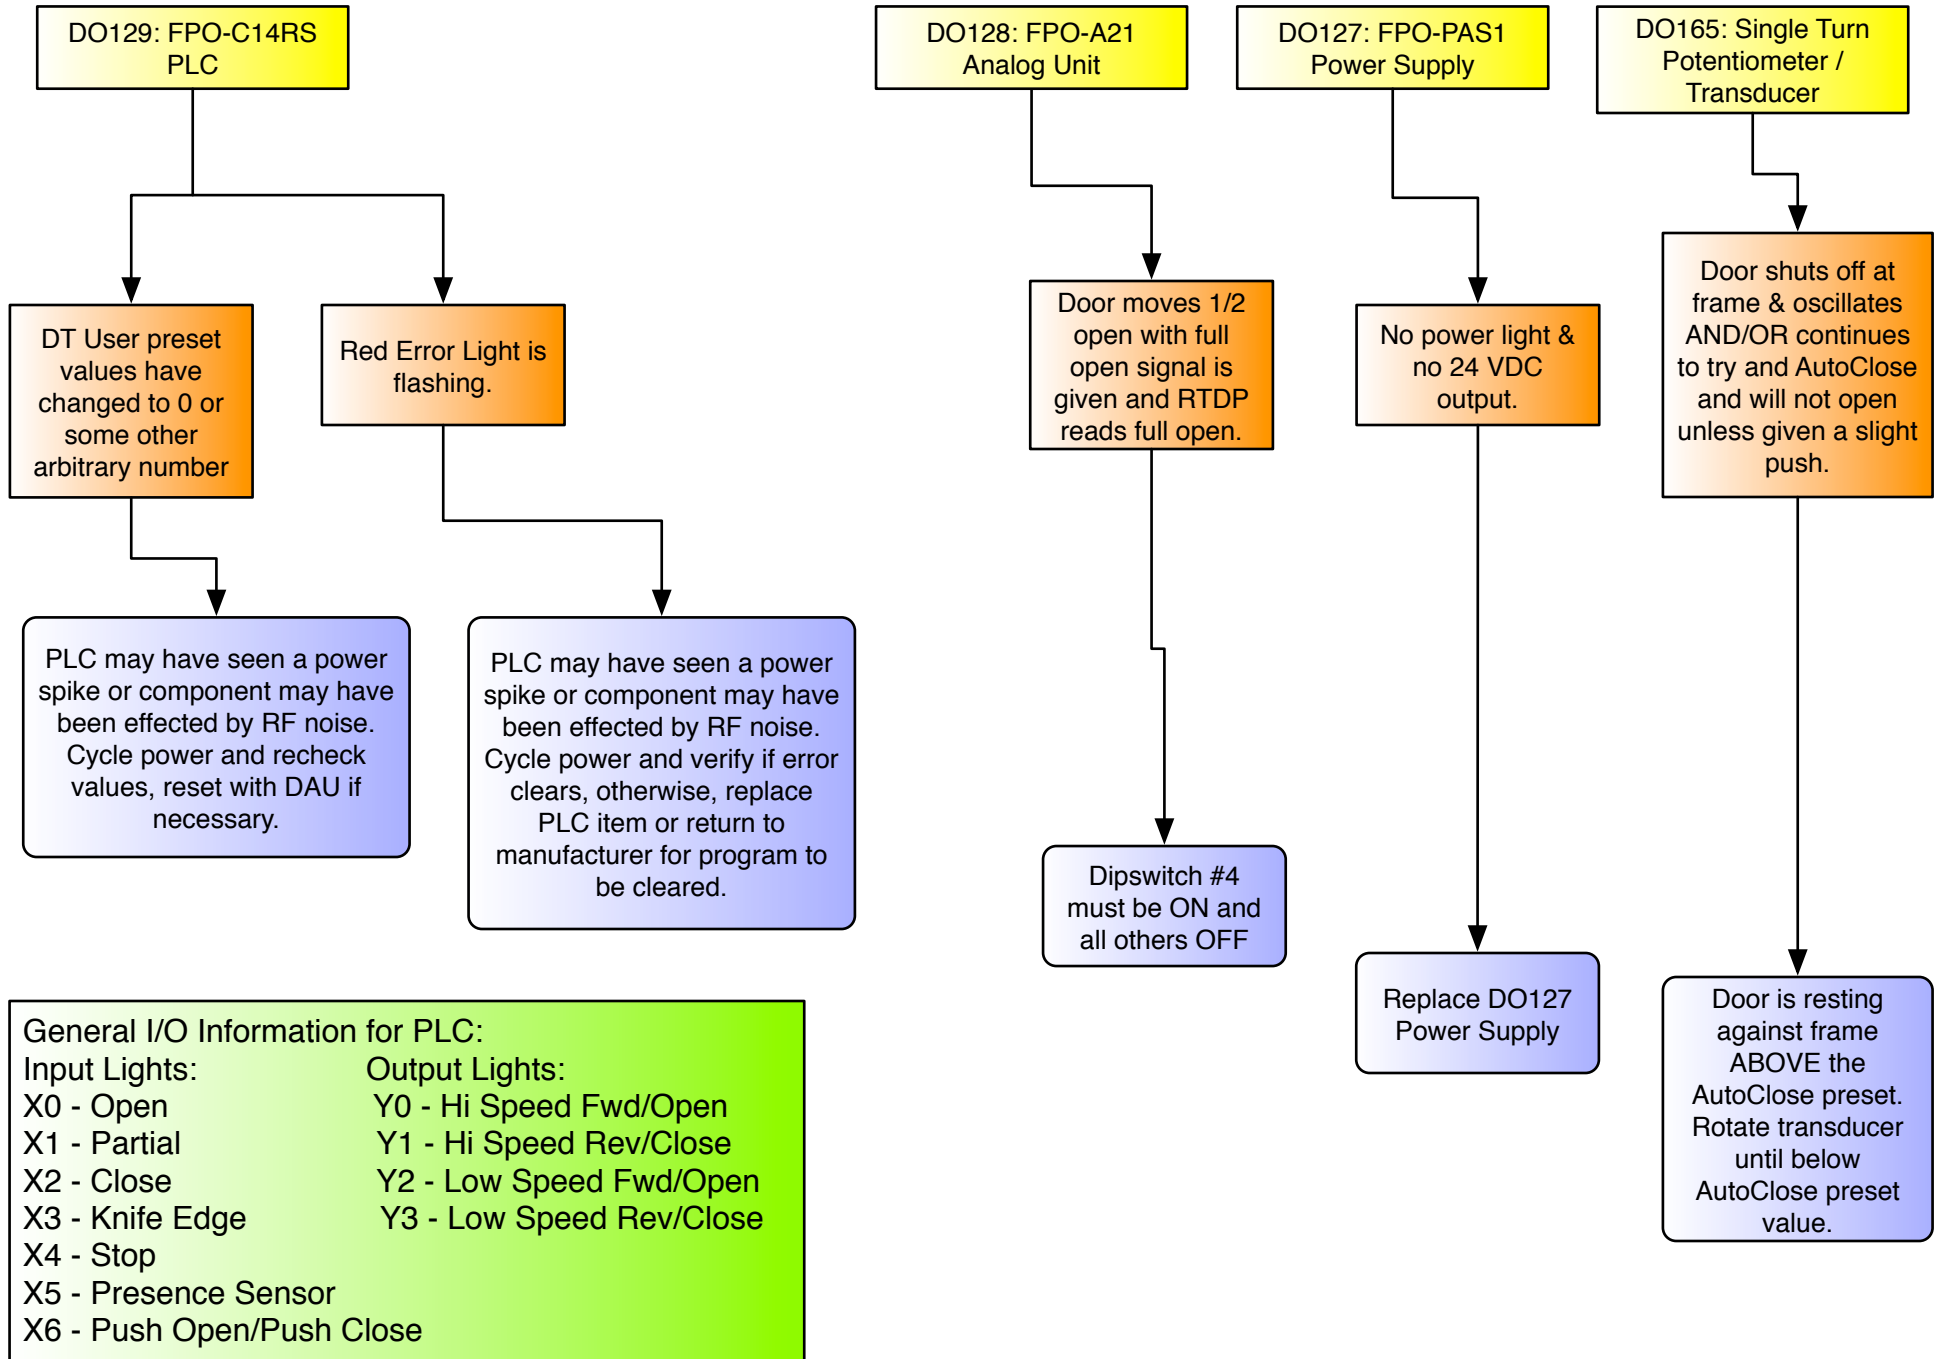 DO129: FPO-C14RS
PLC
DO128: FPO-A21
Analog Unit
DO127: FPO-PAS1
Power Supply
DO165: Single Turn
Potentiometer /
Transducer
DT User preset
values have
changed to 0 or
some other
arbitrary number
Red Error Light is
flashing.
Door moves 1/2
open with full
open signal is
given and RTDP
reads full open.
No power light &
no 24 VDC
output.
Door shuts off at
frame & oscillates
AND/OR continues
to try and AutoClose
and will not open
unless given a slight
push.
PLC may have seen a power
spike or component may have
been effected by RF noise.
Cycle power and recheck
values, reset with DAU if
necessary.
PLC may have seen a power
spike or component may have
been effected by RF noise.
Cycle power and verify if error
clears, otherwise, replace
PLC item or return to
manufacturer for program to
be cleared.
Dipswitch #4
must be ON and
all others OFF
Replace DO127
Power Supply
Door is resting
against frame
ABOVE the
AutoClose preset.
Rotate transducer
until below
AutoClose preset
value.
General I/O Information for PLC:
Input Lights: Output Lights:
X0 - Open Y0 - Hi Speed Fwd/Open
X1 - Partial Y1 - Hi Speed Rev/Close
X2 - Close Y2 - Low Speed Fwd/Open
X3 - Knife Edge Y3 - Low Speed Rev/Close
X4 - Stop
X5 - Presence Sensor
X6 - Push Open/Push Close